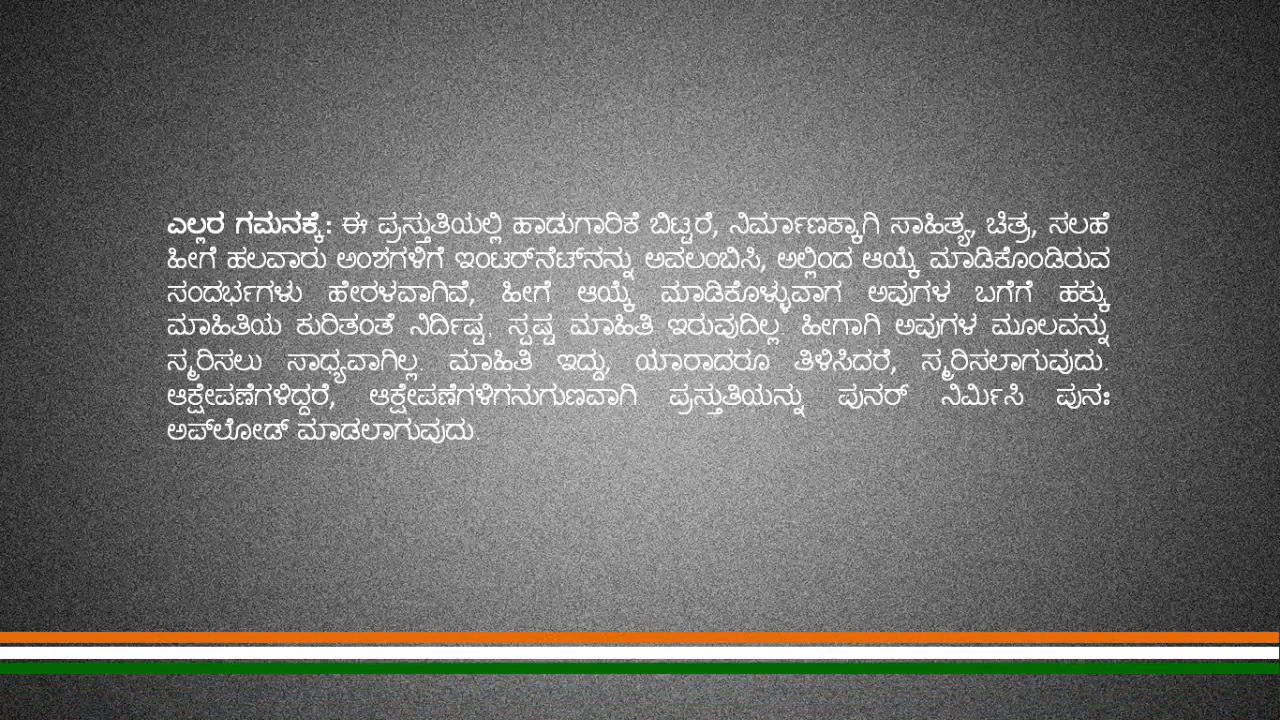 ಎಲ್ಲರ ಗಮನಕ್ಕೆ: ಈ ಪ್ರಸ್ತುತಿಯಲ್ಲಿ ಹಾಡುಗಾರಿಕೆ ಬಿಟ್ಟರೆ, ನಿರ್ಮಾಣಕ್ಕಾಗಿ ಸಾಹಿತ್ಯ, ಚಿತ್ರ, ಸಲಹೆ
ಹೀಗೆ ಹಲವಾರು ಅಂಶಗಳಿಗೆ ಇಂಟರ್‌ನೆಟ್‌ನನ್ನು ಅವಲಂಬಿಸಿ, ಅಲ್ಲಿಂದ ಆಯ್ಕೆ ಮಾಡಿಕೊಂಡಿರುವ
ಸಂದರ್ಭಗಳು ಹೇರಳವಾಗಿವೆ, ಹೀಗೆ ಆಯ್ಕೆ ಮಾಡಿಕೊಳ್ಳುವಾಗ ಅವುಗಳ ಬಗೆಗೆ ಹಕ್ಕು
ಮಾಹಿತಿಯ ಕುರಿತಂತೆ ನಿರ್ದಿಷ್ಟ, ಸ್ಪಷ್ಟ ಮಾಹಿತಿ ಇರುವುದಿಲ್ಲ. ಹೀಗಾಗಿ ಅವುಗಳ ಮೂಲವನ್ನು
ಸ್ಮರಿಸಲು ಸಾಧ್ಯವಾಗಿಲ್ಲ. ಮಾಹಿತಿ ಇದ್ದು, ಯಾರಾದರೂ ತಿಳಿಸಿದರೆ, ಸ್ಮರಿಸಲಾಗುವುದು.
ಆಕ್ಷೇಪಣೆಗಳಿದ್ದರೆ, ಆಕ್ಷೇಪಣೆಗಳಿಗನುಗುಣವಾಗಿ ಪ್ರಸ್ತುತಿಯನ್ನು ಪುನರ್ ನಿರ್ಮಿಸಿ ಪುನಃ
ಅಪ್‌ಲೋಡ್ ಮಾಡಲಾಗುವುದು.